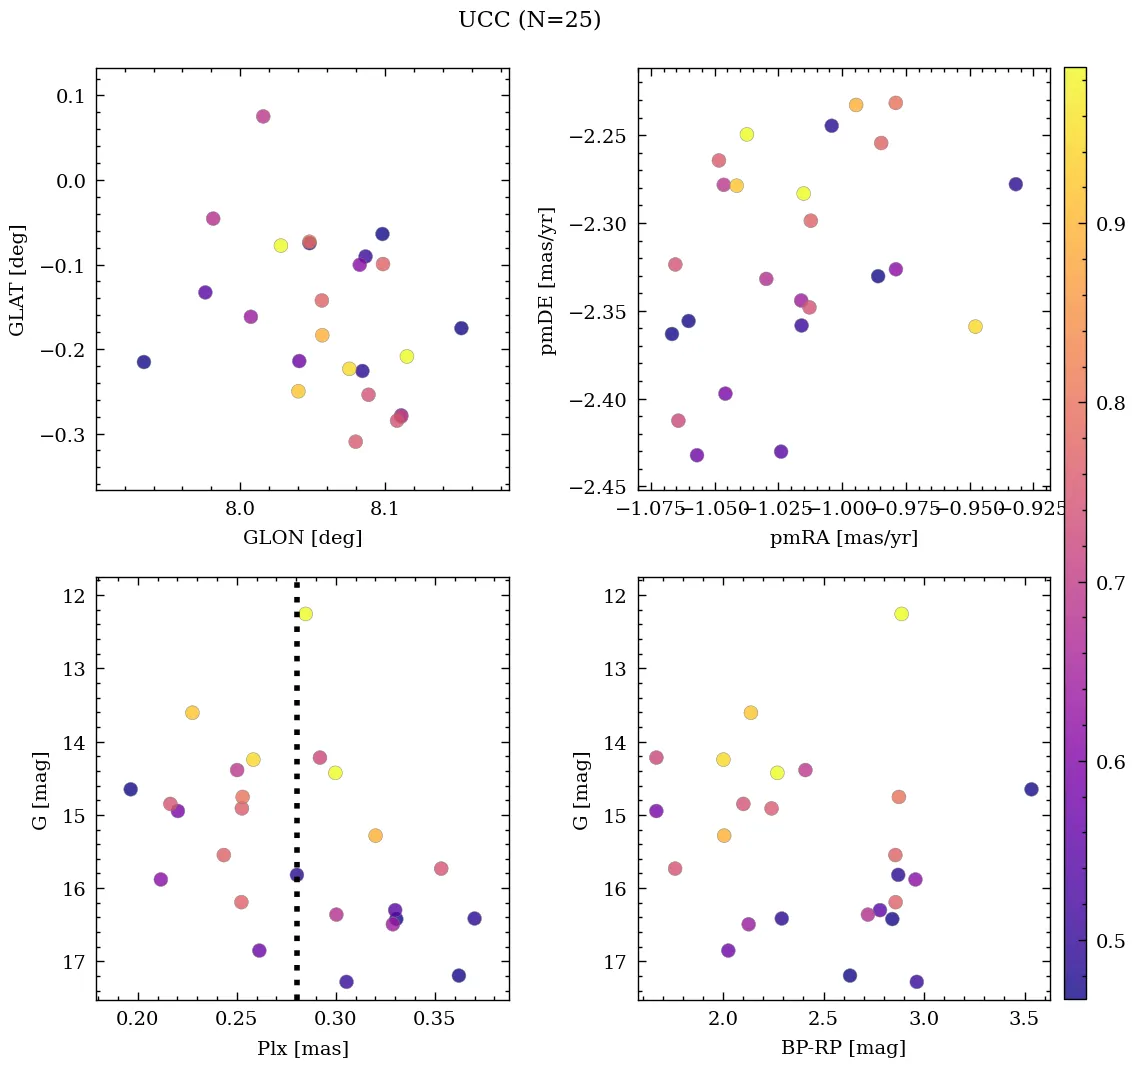 UCC (N=25)
0.1
0.0
−0.1
−0.2
−0.3
GLAT [deg]
8.0 8.1
GLON [deg]
−2.25
−2.30
−2.35
−2.40
−2.45
pmDE [mas/yr]
−1.075 −1.050 −1.025 −1.000 −0.975 −0.950 −0.925
pmRA [mas/yr]
12
13
14
15
16
17
G [mag]
0.20 0.25 0.30 0.35
Plx [mas]
12
13
14
15
16
17
G [mag]
2.0 2.5 3.0 3.5
BP-RP [mag]
0.9
0.8
0.7
0.6
0.5